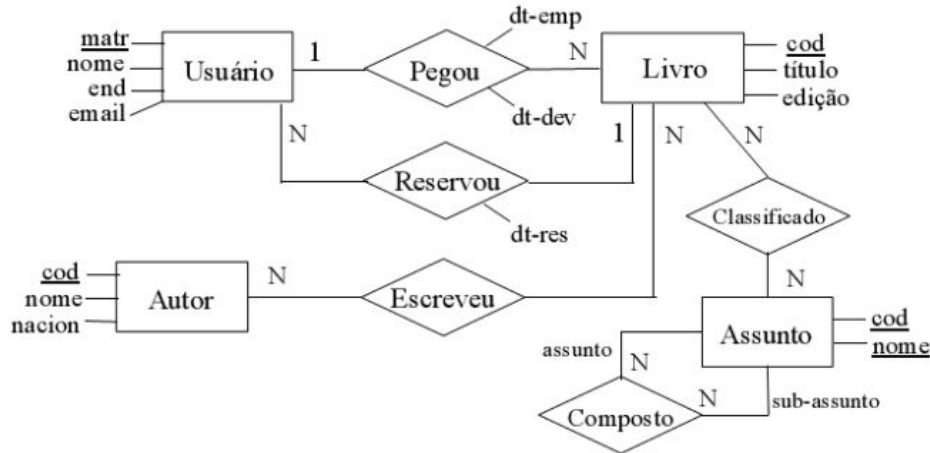 dt-emp
matr
nome
end
email
Usuário
1
Pegou
N
Livro
cod
título
edição
dt-dev
N
1
N
N
Reservou
dt-res
Classificado
cod
nome
nacion
Autor
N
Escreveu
N
assunto
N
Assunto
cod
nome
Composto
N
sub-assunto